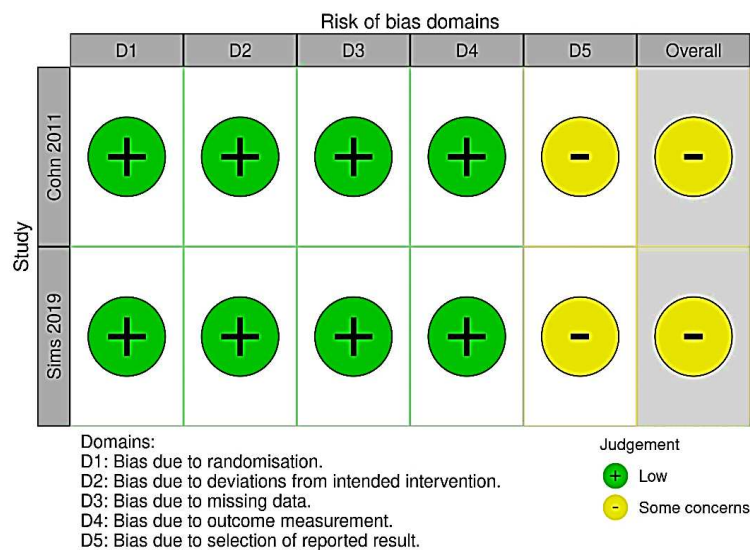 Risk of bias domains
D1 D2 D3 D4 D5 Overall
Study
Cohn 2011
+ + + + - -
Sims 2019
+ + + + - -
Domains:
D1: Bias due to randomisation.
D2: Bias due to deviations from intended intervention.
D3: Bias due to missing data.
D4: Bias due to outcome measurement.
D5: Bias due to selection of reported result.
Judgement
+ Low
- Some concerns